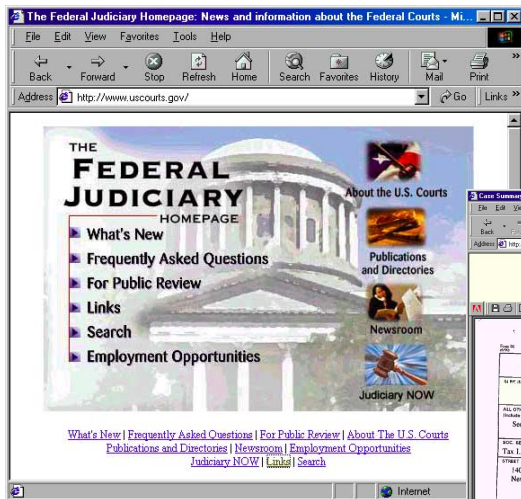 The Federal Judiciary Homepage: News and information about the Federal Courts - Mi...
File Edit View Favorites Tools Help
Back Forward Stop Refresh Home Search Favorites History Mail Print »
Address http://www.uscourts.gov/ Go Links »
THE
FEDERAL
JUDICIARY
HOMEPAGE
What's New
Frequently Asked Questions
For Public Review
Links
Search
Employment Opportunities
About the U.S. Courts
Publications
and Directories
Newsroom
Judiciary NOW
What's New | Frequently Asked Questions | For Public Review | About The U.S. Courts
Publications and Directories | Newsroom | Employment Opportunities
Judiciary NOW | Links | Search
Internet
Case Summary
File Edit
Back
Address http: